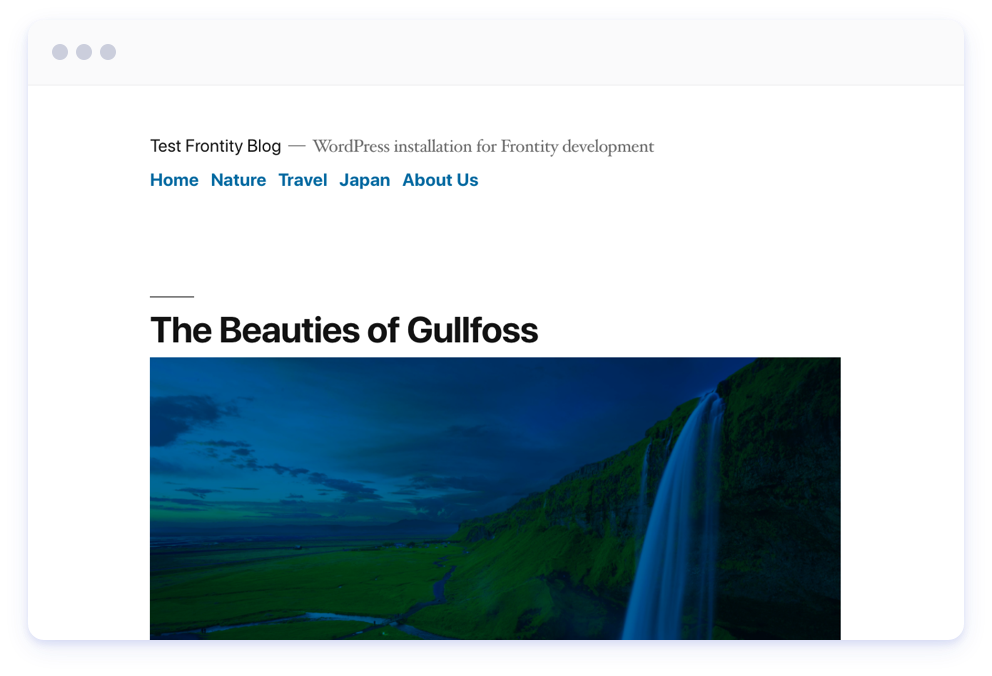 Test Frontity Blog — WordPress installation for Frontity development
Home Nature Travel Japan About Us
The Beauties of Gullfoss